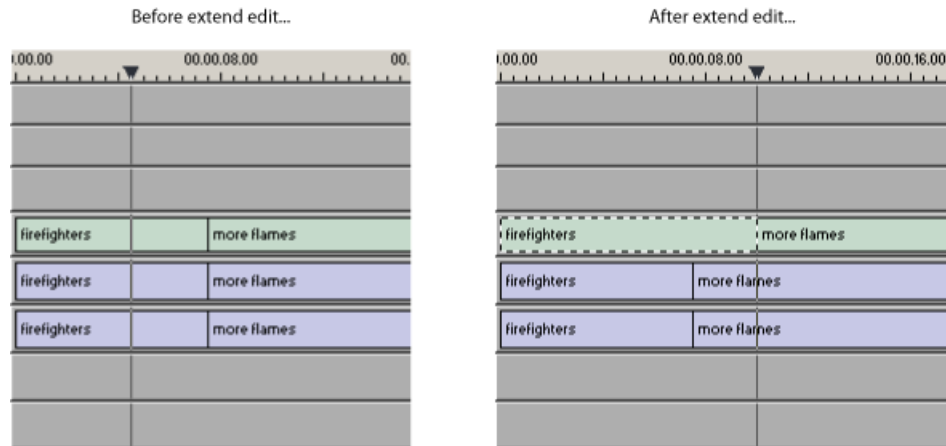 Before extend edit...
After extend edit...
:.00.00
00.00.08.00
00.
:00.00
00.00.08.00
00.00.16.00
firefighters
more flames
firefighters
more flames
firefighters
more flames
firefighters
more flames
firefighters
more flames
firefighters
more flames